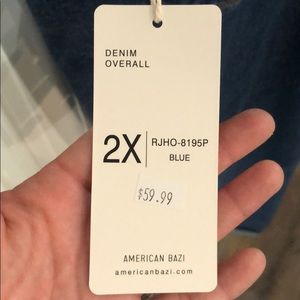 DENIM
OVERALL
2X
RJHO-8195P
BLUE
$59.99
AMERICAN BAZI
americanbazi.com